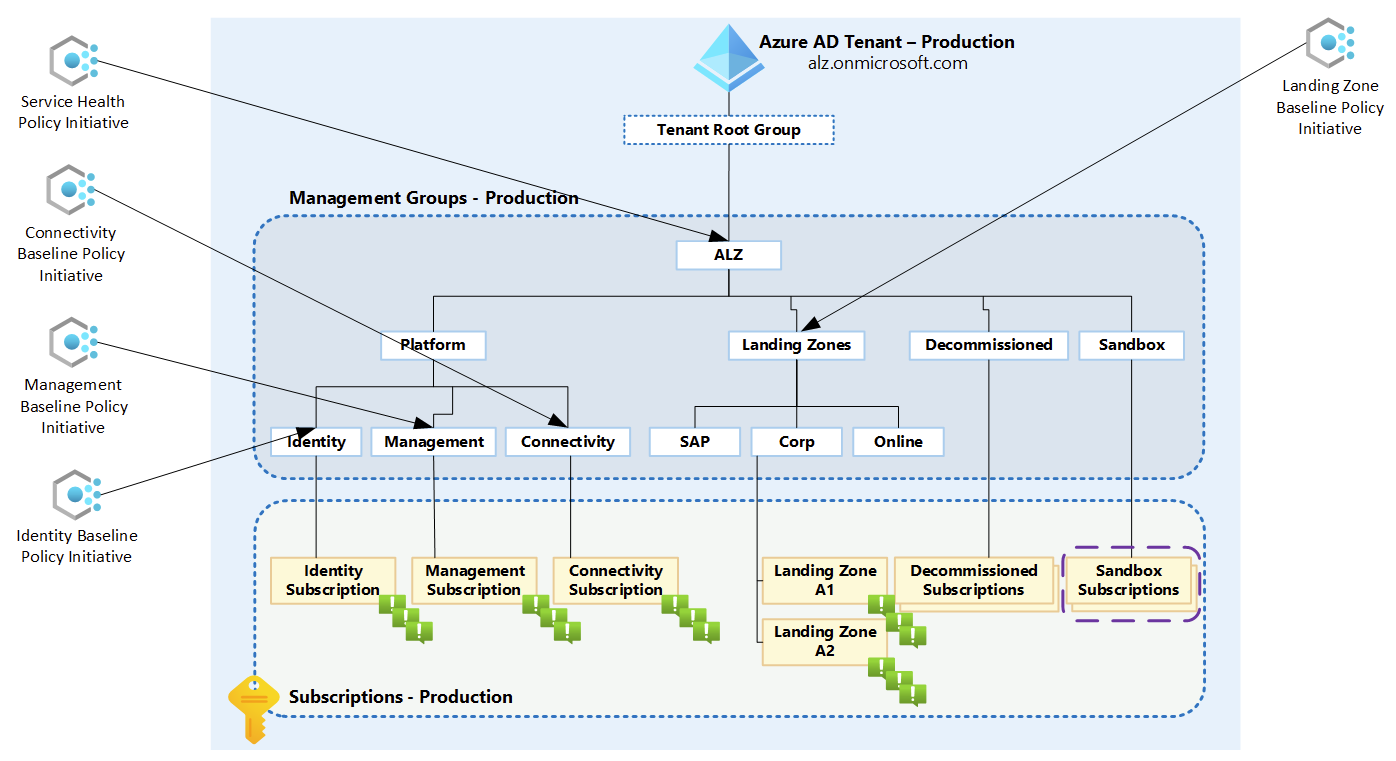 Azure AD Tenant – Production
alz.onmicrosoft.com
Service Health
Policy Initiative
Landing Zone
Baseline Policy
Initiative
Tenant Root Group
Management Groups - Production
Connectivity
Baseline Policy
Initiative
ALZ
Management
Baseline Policy
Initiative
Platform
Landing Zones
Decommissioned
Sandbox
Identity
Management
Connectivity
SAP
Corp
Online
Identity Baseline
Policy Initiative
Identity
Subscription
Management
Subscription
Connectivity
Subscription
Landing Zone
A1
Decommissioned
Subscriptions
Sandbox
Subscriptions
Landing Zone
A2
Subscriptions - Production